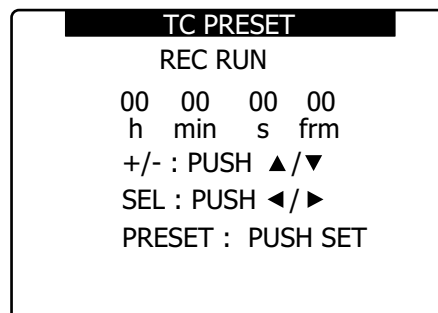 TC PRESET
REC RUN
00 00 00 00
h min s frm
+/- : PUSH ▲/▼
SEL : PUSH ◄/►
PRESET : PUSH SET